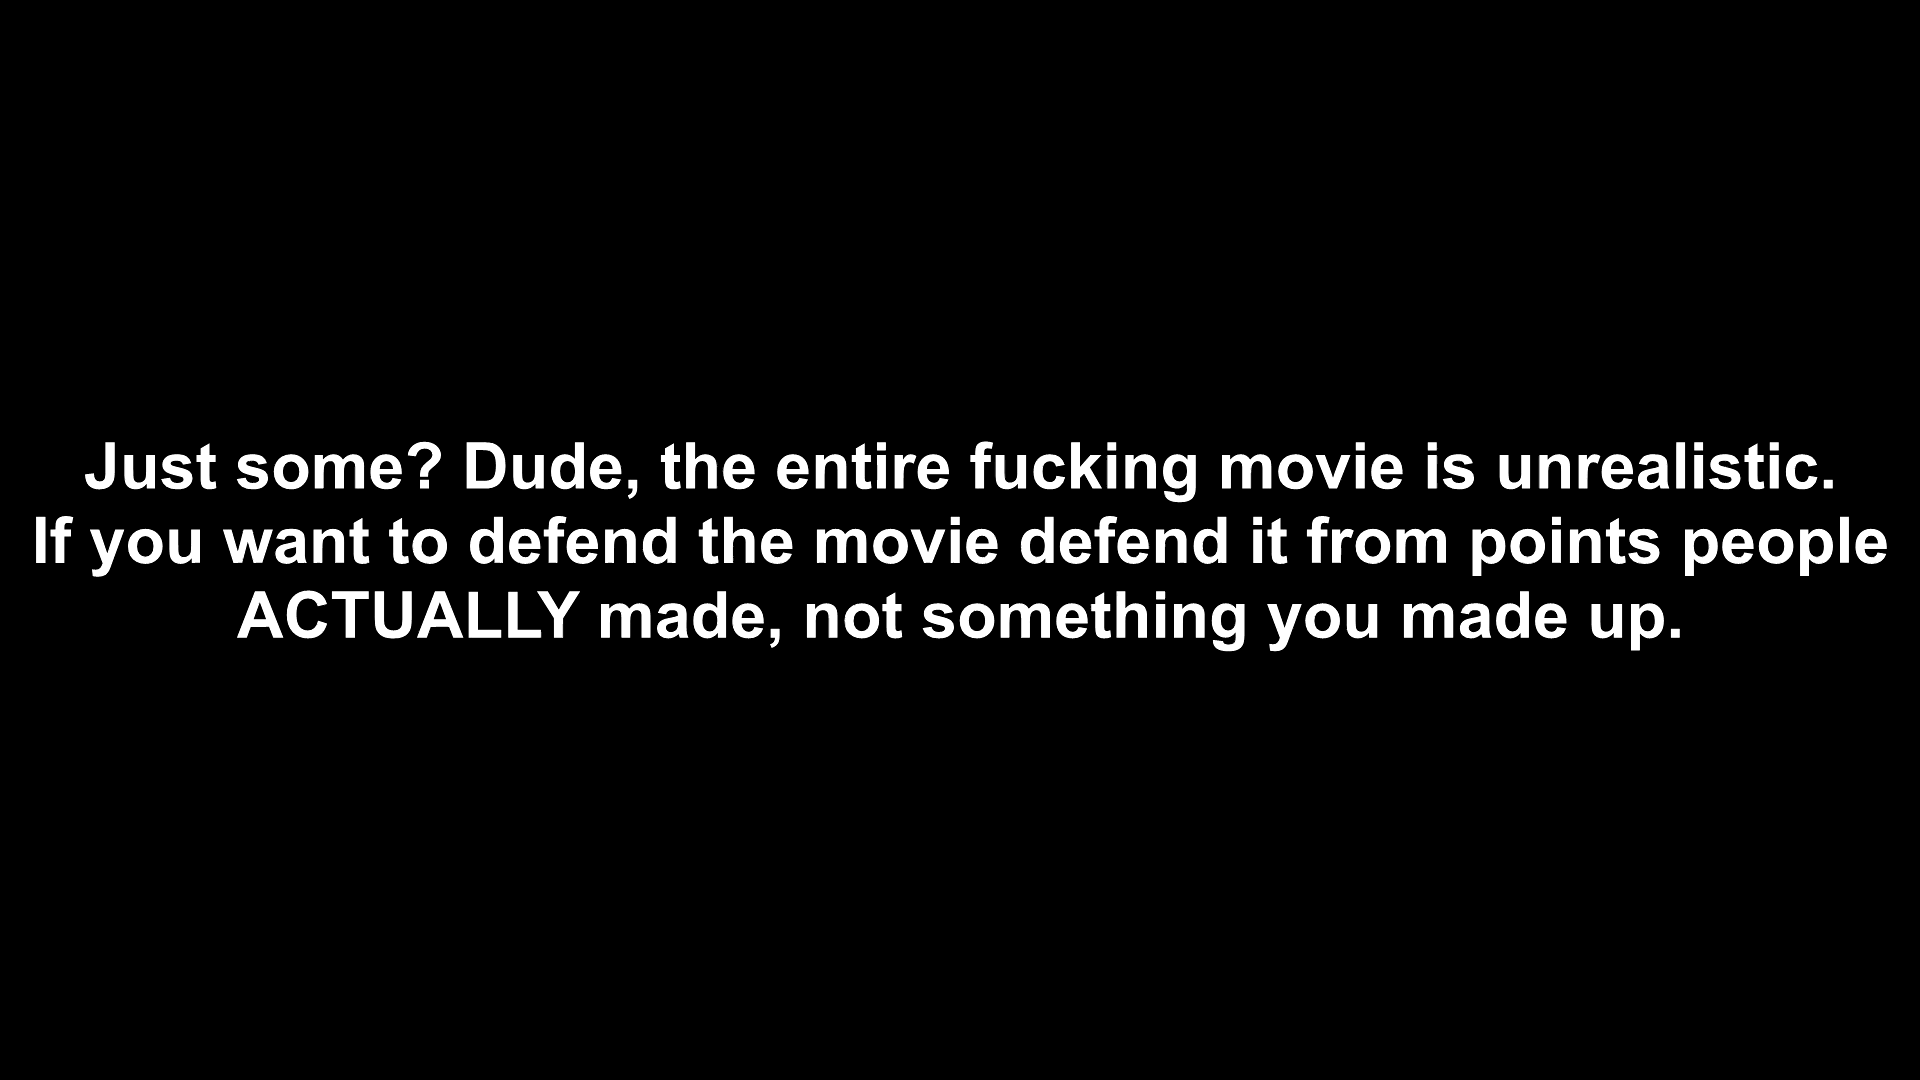 Just some? Dude, the entire fucking movie is unrealistic.
If you want to defend the movie defend it from points people
ACTUALLY made, not something you made up.